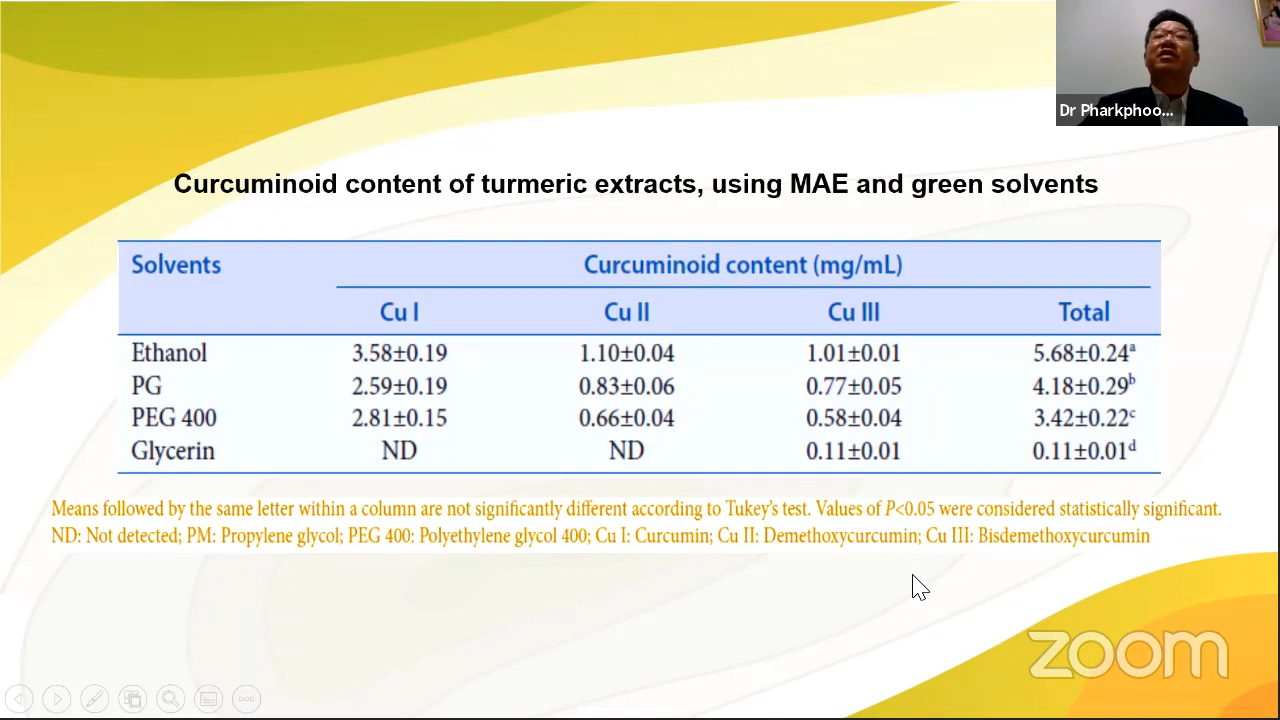 Dr Pharkphoo...
Curcuminoid content of turmeric extracts, using MAE and green solvents
Solvents Curcuminoid content (mg/mL)
Cu I Cu II Cu III Total
Ethanol 3.58±0.19 1.10±0.04 1.01±0.01 5.68±0.24ᵃ
PG 2.59±0.19 0.83±0.06 0.77±0.05 4.18±0.29ᵇ
PEG 400 2.81±0.15 0.66±0.04 0.58±0.04 3.42±0.22ᶜ
Glycerin ND ND 0.11±0.01 0.11±0.01ᵈ
Means followed by the same letter within a column are not significantly different according to Tukey's test. Values of P<0.05 were considered statistically significant.
ND: Not detected; PM: Propylene glycol; PEG 400: Polyethylene glycol 400; Cu I: Curcumin; Cu II: Demethoxycurcumin; Cu III: Bisdemethoxycurcumin
zoom